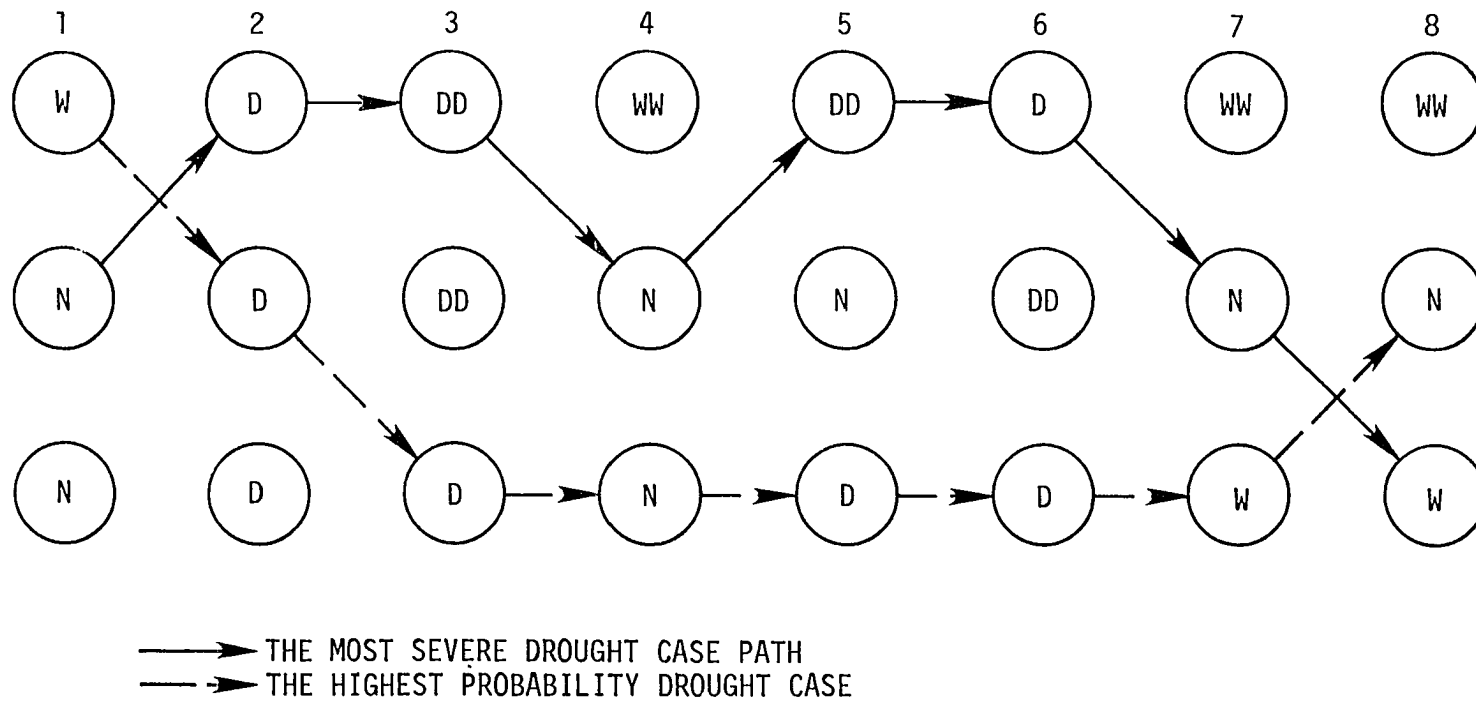 1 2 3 4 5 6 7 8
W D DD WW DD D WW WW
N D DD N N DD N N
N D D N D D W W
THE MOST SEVERE DROUGHT CASE PATH
THE HIGHEST PROBABILITY DROUGHT CASE